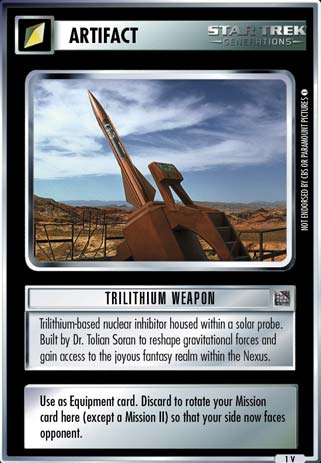 ARTIFACT
STAR TREK
GENERATIONS
NOT ENDORSED BY CBS OR PARAMOUNT PICTURES
TRILITHIUM WEAPON
Trilithium-based nuclear inhibitor housed within a solar probe.
Built by Dr. Tolian Soran to reshape gravitational forces and
gain access to the joyous fantasy realm within the Nexus.
Use as Equipment card. Discard to rotate your Mission
card here (except a Mission II) so that your side now faces
opponent.
1 V